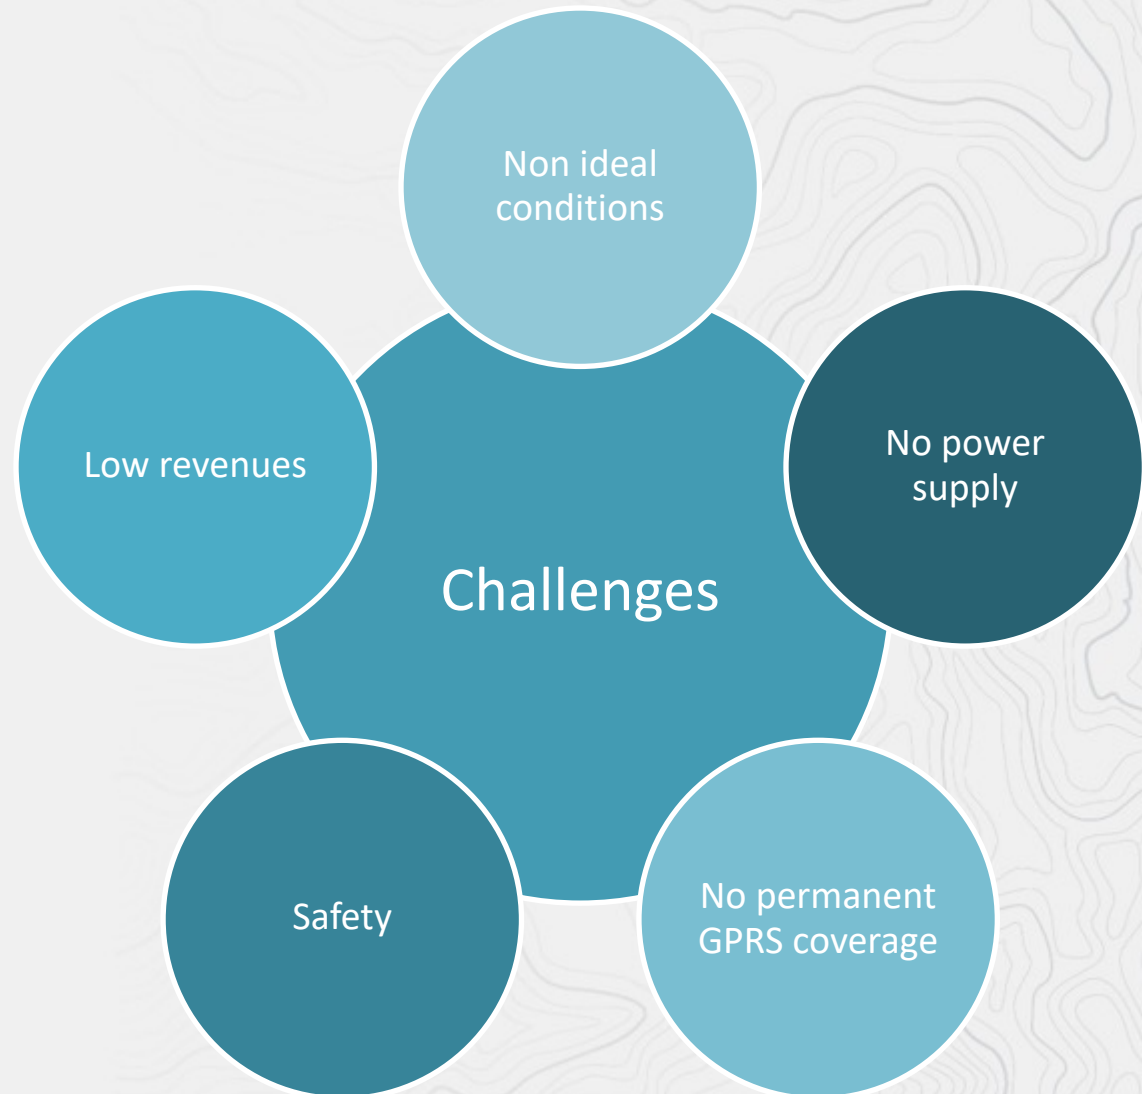 Non ideal
conditions
Low revenues
No power
supply
Challenges
Safety
No permanent
GPRS coverage